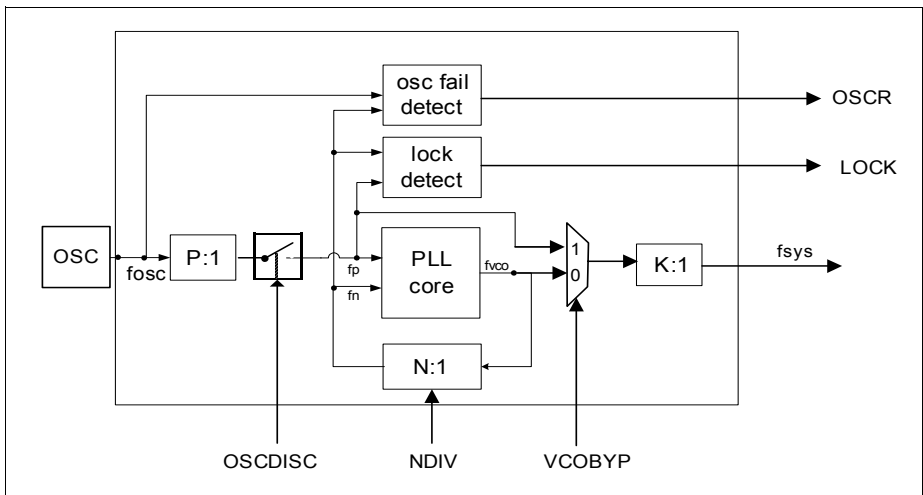 osc fail
detect
OSCR
lock
detect
LOCK
OSC
fosc
P:1
fp
fn
PLL
core
fvco
1
0
K:1
fsys
N:1
OSCDISC
NDIV
VCOBYP